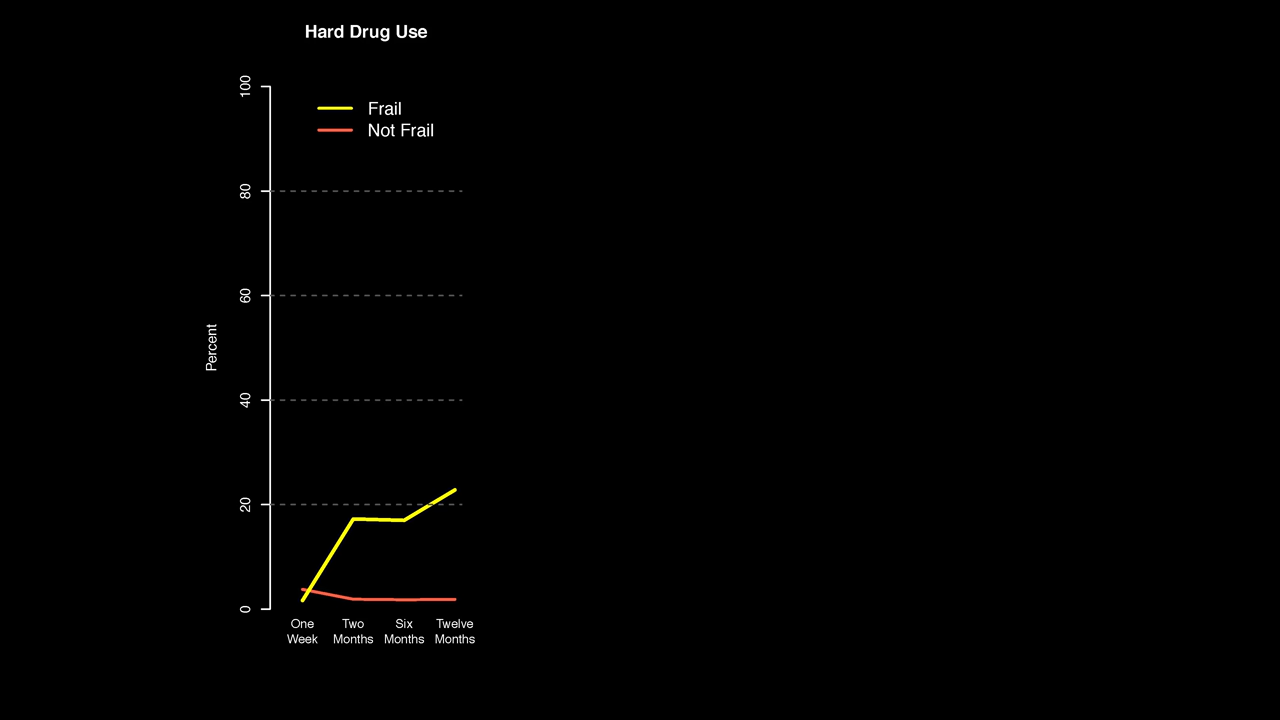 Hard Drug Use
Frail
Not Frail
100
80
60
40
20
0
Percent
One Week
Two Months
Six Months
Twelve Months